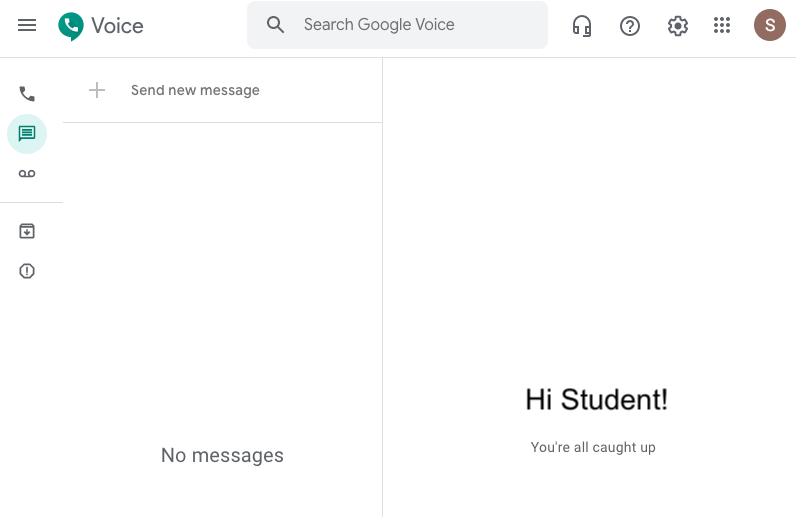 Voice
Search Google Voice
S
Send new message
No messages
Hi Student!
You're all caught up